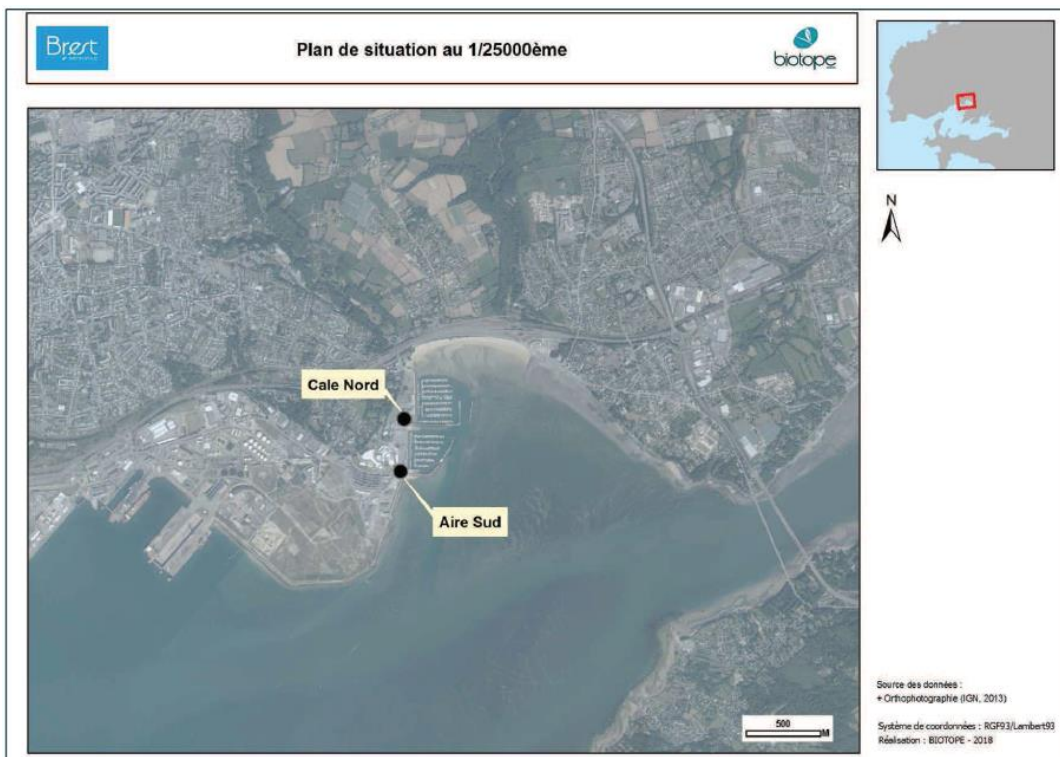 Brest
Plan de situation au 1/25000ème
biotope
N
Cale Nord
Aire Sud
500
M
Source des données :
+ Orthophotographie (IGN, 2013)
Système de coordonnées : RGF93/Lambert93
Réalisation : BIOTOPE - 2018